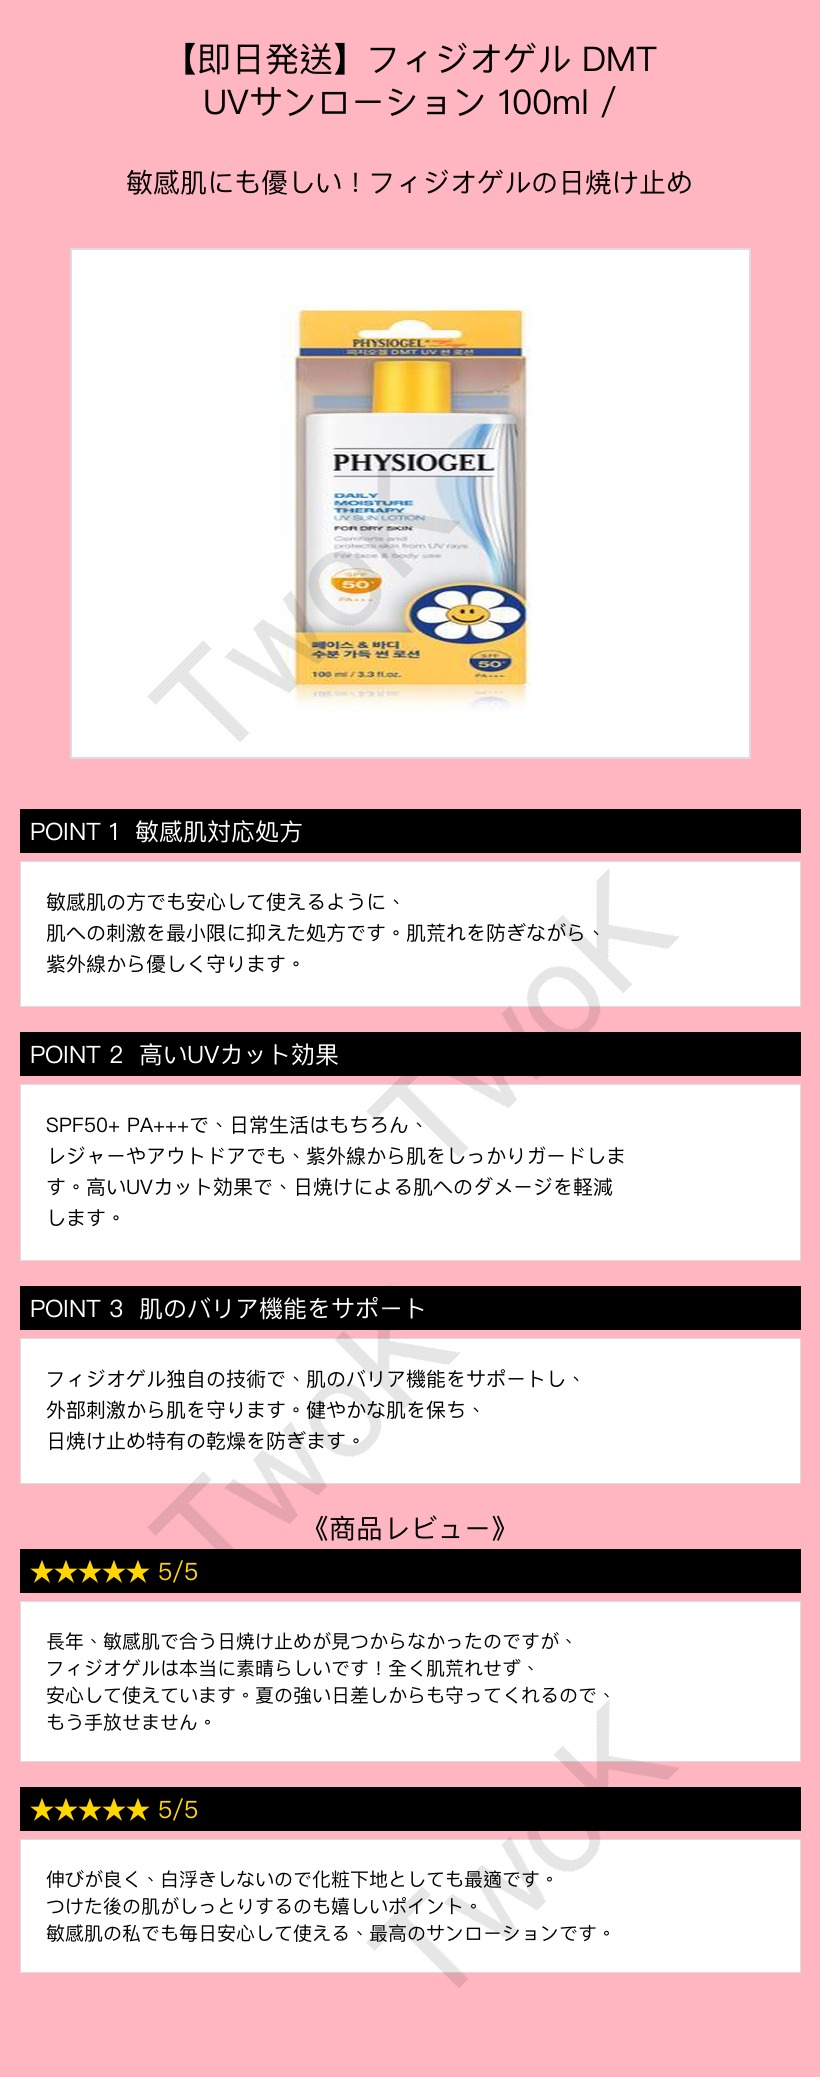 【即日発送】フィジオゲル DMT
UVサンローション 100ml /
敏感肌にも優しい！フィジオゲルの日焼け止め
PHYSIOGEL
피지오겔 DMT UV 썬 로션
PHYSIOGEL
DAILY
MOISTURE
THERAPY
UV SUN LOTION
FOR DRY SKIN
Comforts and
protects skin from UV rays
For face & body use
SPF
50+
PA+++
페이스 & 바디
수분 가득 썬 로션
100 ml / 3.3 fl.oz.
SPF
50+
PA+++
TwoK
POINT 1 敏感肌対応処方
敏感肌の方でも安心して使えるように、
肌への刺激を最小限に抑えた処方です。肌荒れを防ぎながら、
紫外線から優しく守ります。
TwoK
POINT 2 高いUVカット効果
SPF50+ PA+++で、日常生活はもちろん、
レジャーやアウトドアでも、紫外線から肌をしっかりガードしま
す。高いUVカット効果で、日焼けによる肌へのダメージを軽減
します。
POINT 3 肌のバリア機能をサポート
フィジオゲル独自の技術で、肌のバリア機能をサポートし、
外部刺激から肌を守ります。健やかな肌を保ち、
日焼け止め特有の乾燥を防ぎます。
TwoK
《商品レビュー》
★★★★★ 5/5
長年、敏感肌で合う日焼け止めが見つからなかったのですが、
フィジオゲルは本当に素晴らしいです！全く肌荒れせず、
安心して使えています。夏の強い日差しからも守ってくれるので、
もう手放せません。
★★★★★ 5/5
伸びが良く、白浮きしないので化粧下地としても最適です。
つけた後の肌がしっとりするのも嬉しいポイント。
敏感肌の私でも毎日安心して使える、最高のサンローションです。
TwoK